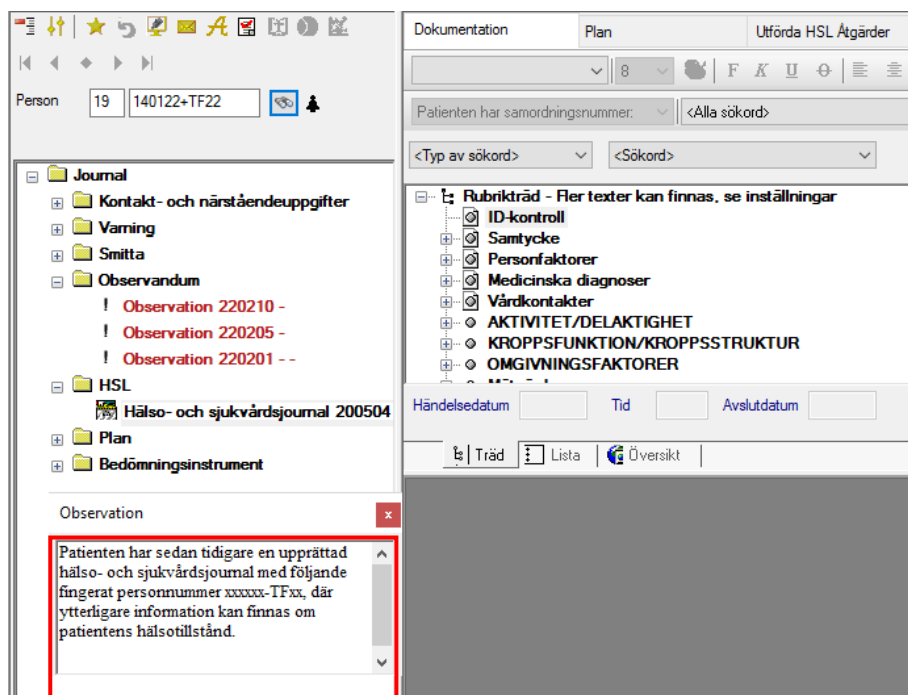 Person 19 140122+TF22
Journal
Kontakt- och närståendeuppgifter
Varning
Smitta
Observandum
! Observation 220210 -
! Observation 220205 -
! Observation 220201 - -
HSL
Hälso- och sjukvårdsjournal 200504
Plan
Bedömningsinstrument
Observation x
Patienten har sedan tidigare en upprättad
hälso- och sjukvårdsjournal med följande
fingerat personnummer xxxxxx-TFxx, där
ytterligare information kan finnas om
patientens hälsotillstånd.
Dokumentation Plan Utförda HSL Åtgärder
8 F K U
Patienten har samordningsnummer: <Alla sökord>
<Typ av sökord> <Sökord>
Rubrikträd - Fler texter kan finnas, se inställningar
ID-kontroll
Samtycke
Personfaktorer
Medicinska diagnoser
Vårdkontakter
AKTIVITET/DELAKTIGHET
KROPPSFUNKTION/KROPPSSTRUKTUR
OMGIVNINGSFAKTORER
Händelsedatum Tid Avslutdatum
Träd Lista Översikt